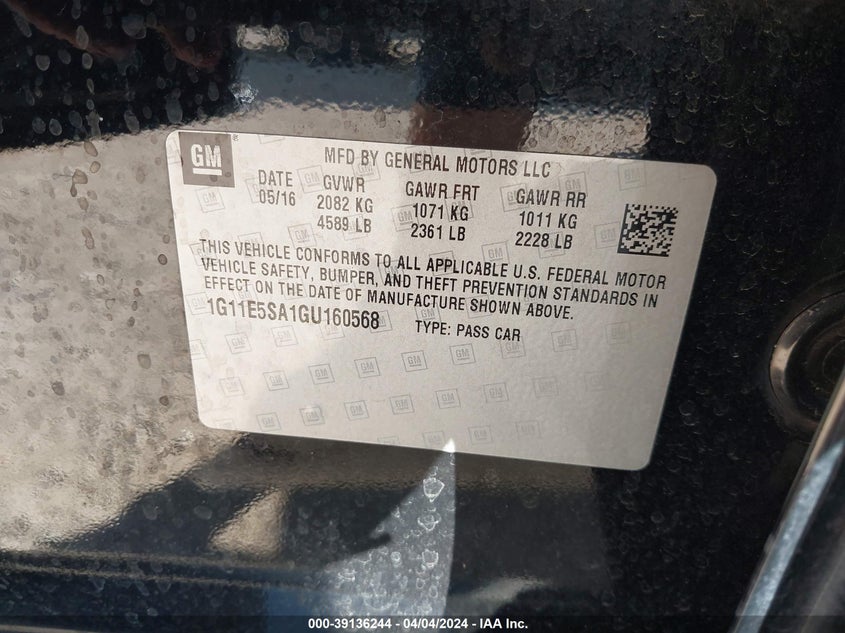 GM®
MFD BY GENERAL MOTORS LLC
DATE GVWR GAWR FRT GAWR RR
05/16 2082 KG 1071 KG 1011 KG
4589 LB 2361 LB 2228 LB
THIS VEHICLE CONFORMS TO ALL APPLICABLE U.S. FEDERAL MOTOR
VEHICLE SAFETY, BUMPER, AND THEFT PREVENTION STANDARDS IN
EFFECT ON THE DATE OF MANUFACTURE SHOWN ABOVE.
1G11E5SA1GU160568 TYPE: PASS CAR
000-39136244 - 04/04/2024 - IAA Inc.